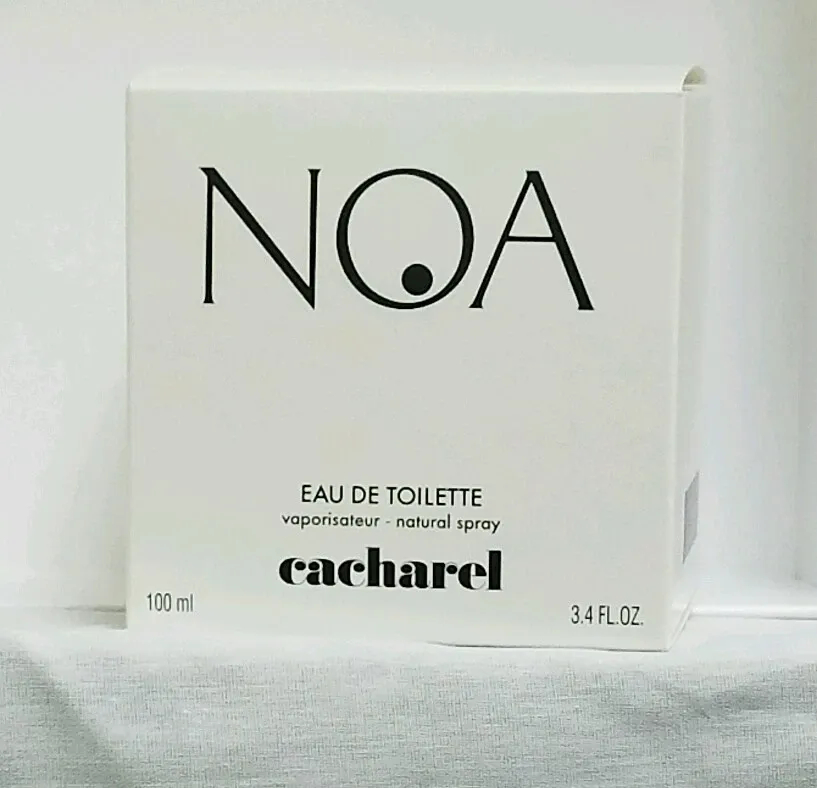 NOA
EAU DE TOILETTE
vaporisateur - natural spray
cacharel
100 ml
3.4 FL.OZ.